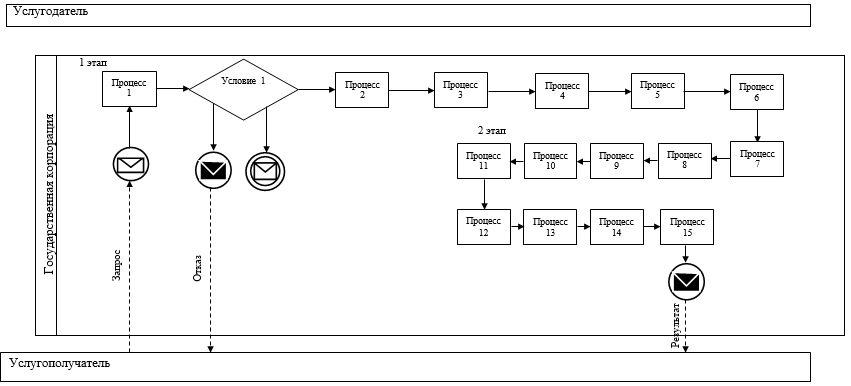 Услугодатель
1 этап
Процесс
1
Условие 1
Процесс
2
Процесс
3
Процесс
4
Процесс
5
Процесс
6
2 этап
Процесс
11
Процесс
10
Процесс
9
Процесс
8
Процесс
7
Процесс
12
Процесс
13
Процесс
14
Процесс
15
Государственная корпорация
Запрос
Отказ
Результат
Услугополучатель